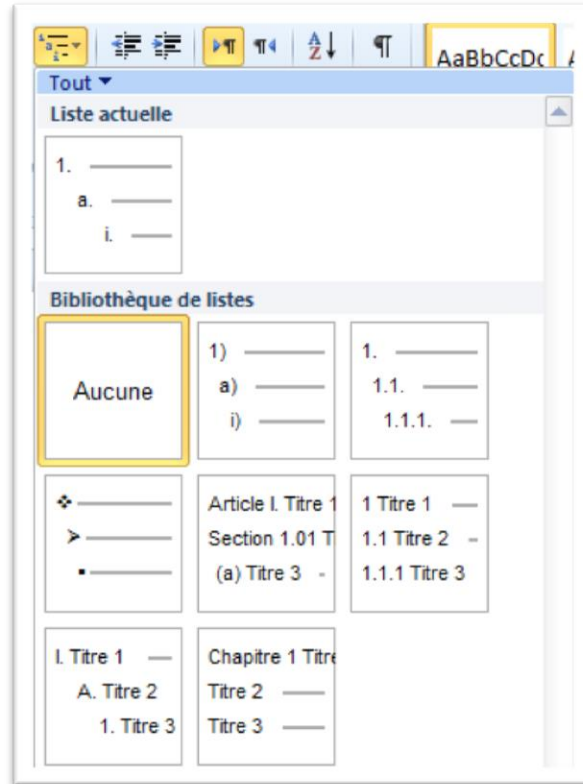 AaBbCcDc
Tout
Liste actuelle
1.
a.
i.
Bibliothèque de listes
Aucune
1)
a)
i)
1.
1.1.
1.1.1.
Article I. Titre 1
Section 1.01 T
(a) Titre 3
1 Titre 1
1.1 Titre 2
1.1.1 Titre 3
I. Titre 1
A. Titre 2
1. Titre 3
Chapitre 1 Titre
Titre 2
Titre 3